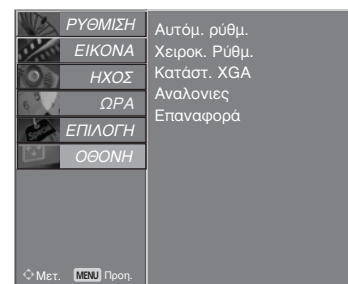 ΡΥΘΜΙΣΗ
ΕΙΚΟΝΑ
ΗΧΟΣ
ΩΡΑ
ΕΠΙΛΟΓΗ
ΟΘΟΝΗ
Αυτόμ. ρύθμ.
Χειροκ. Ρύθμ.
Κατάστ. XGA
Αναλονιες
Επαναφορά
Μετ. MENU Προη.